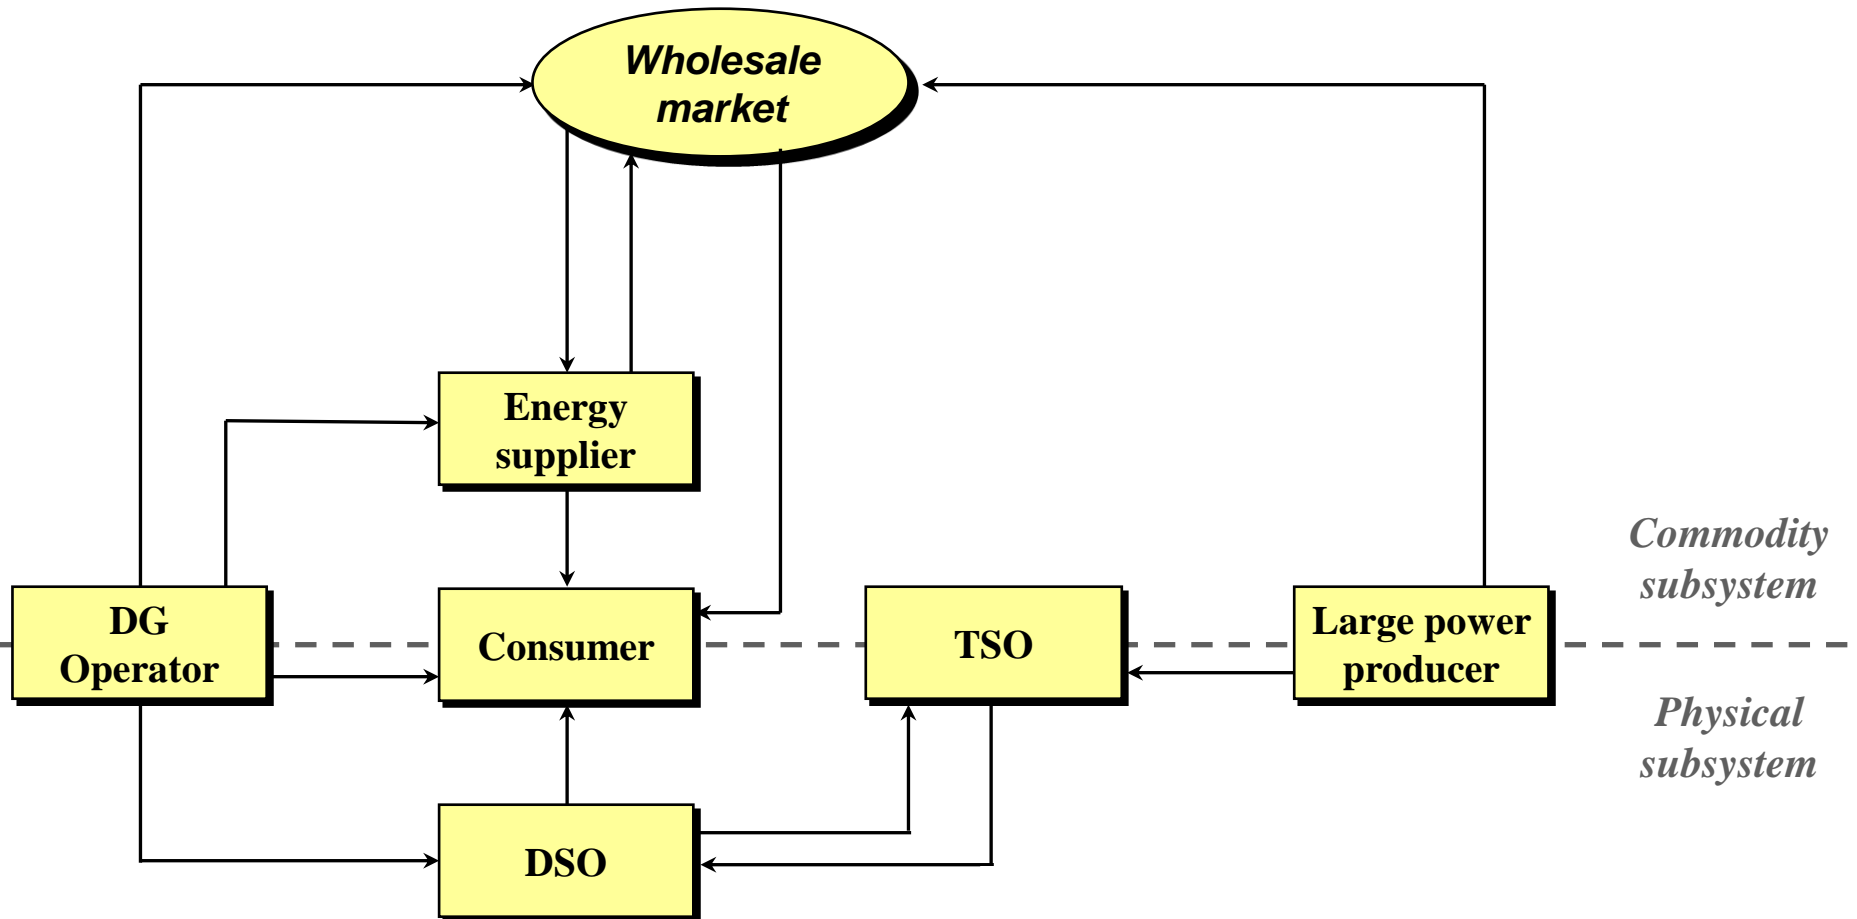 Wholesale
market
Energy
supplier
Commodity
subsystem
DG
Operator
Consumer
TSO
Large power
producer
Physical
subsystem
DSO